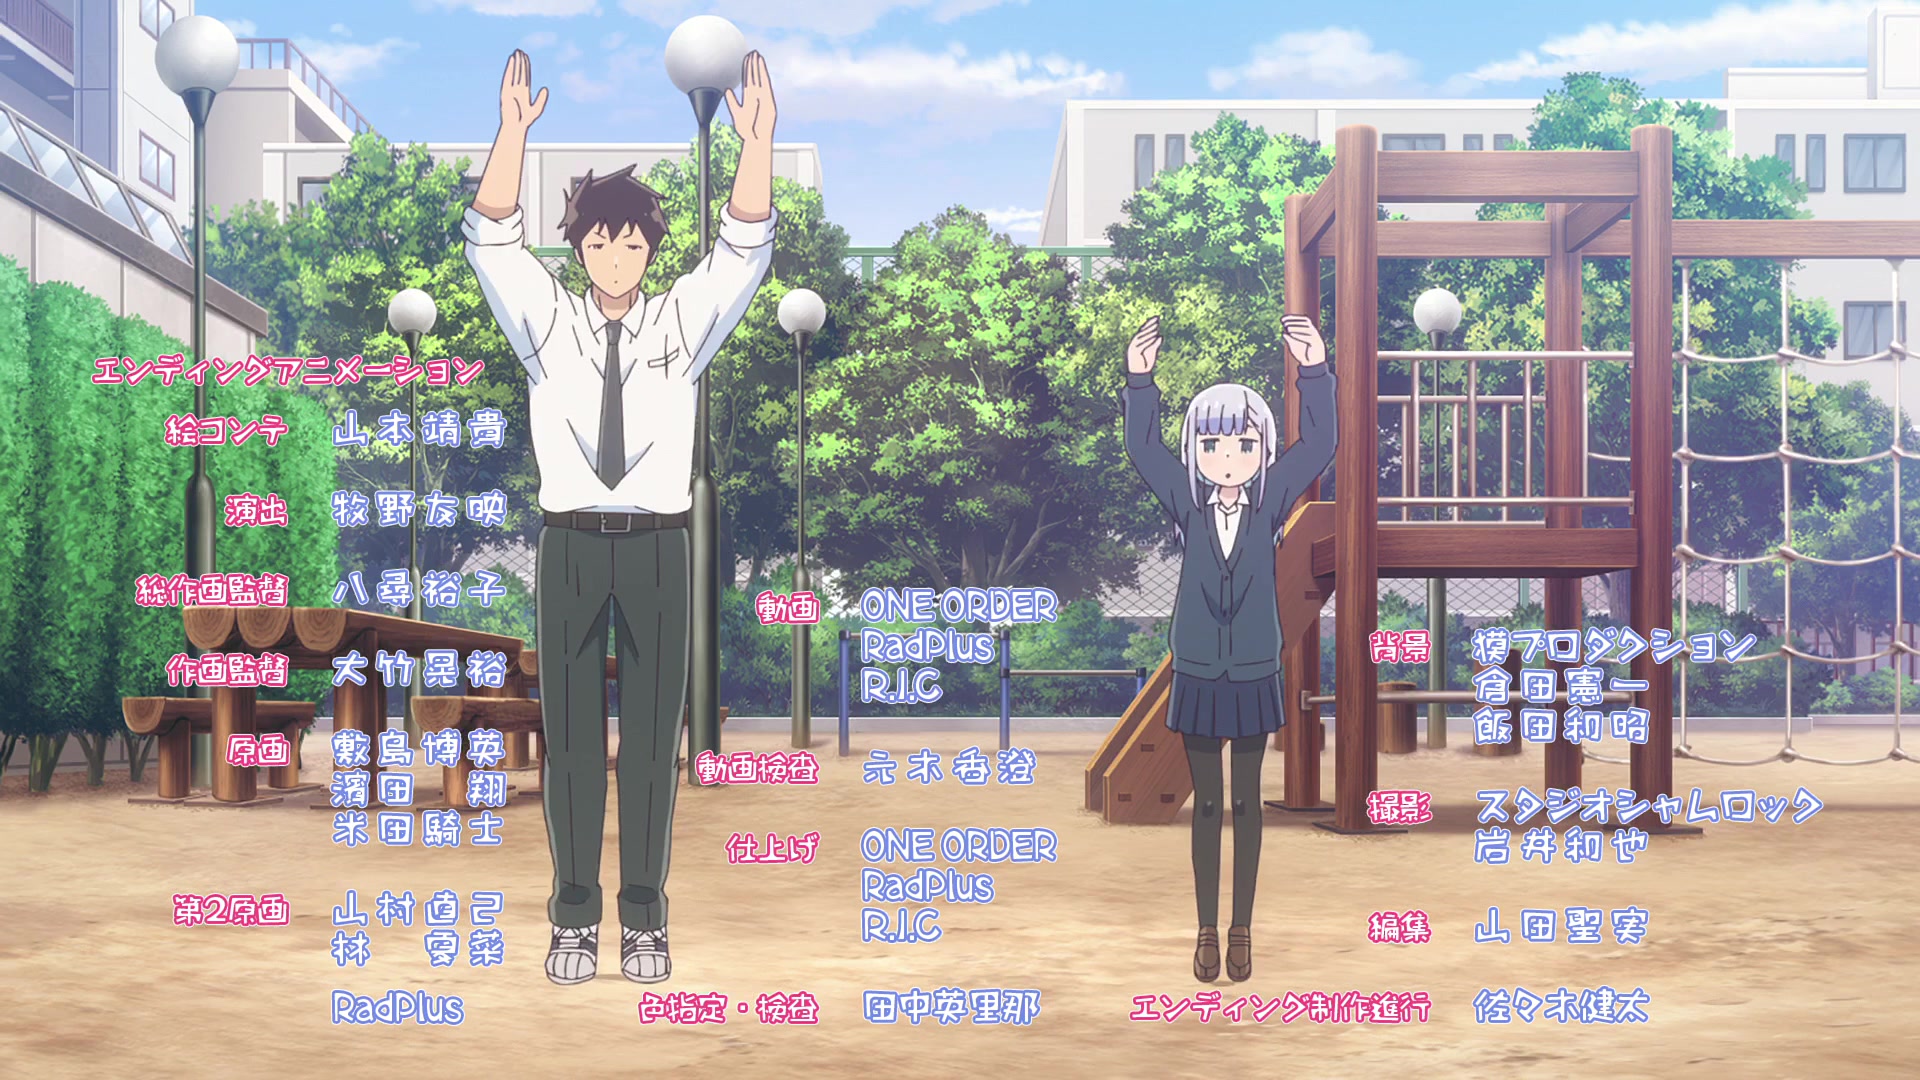 エンディングアニメーション
絵コンテ 山本靖貴
演出 牧野友映
総作画監督 八尋裕子
作画監督 大竹晃裕
原画 敷島博英
濱田 翔
米田騎士
第2原画 山村直己
林 夏菜
RadPlus
動画 ONE ORDER
RadPlus
R.I.C
動画検査 元木香澄
仕上げ ONE ORDER
RadPlus
R.I.C
色指定・検査 田中英里那
背景 獏プロダクション
倉田憲一
飯田和昭
撮影 スタジオシャムロック
岩井和也
編集 山田聖実
エンディング制作進行 佐々木健太